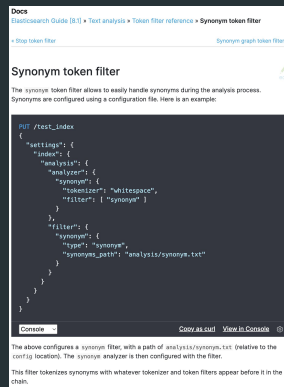 Docs
Elasticsearch Guide [8.1] » Text analysis » Token filter reference » Synonym token filter
« Stop token filter
Synonym graph token filter
Synonym token filter
The synonym token filter allows to easily handle synonyms during the analysis process.
Synonyms are configured using a configuration file. Here is an example:
PUT /test_index
{
  "settings": {
    "index": {
      "analysis": {
        "analyzer": {
          "synonym": {
            "tokenizer": "whitespace",
            "filter": [ "synonym" ]
          }
        },
        "filter": {
          "synonym": {
            "type": "synonym",
            "synonyms_path": "analysis/synonym.txt"
          }
        }
      }
    }
  }
}
Console
Copy as curl
View in Console
The above configures a synonym filter, with a path of analysis/synonym.txt (relative to the
config location). The synonym analyzer is then configured with the filter.
This filter tokenizes synonyms with whatever tokenizer and token filters appear before it in the
chain.